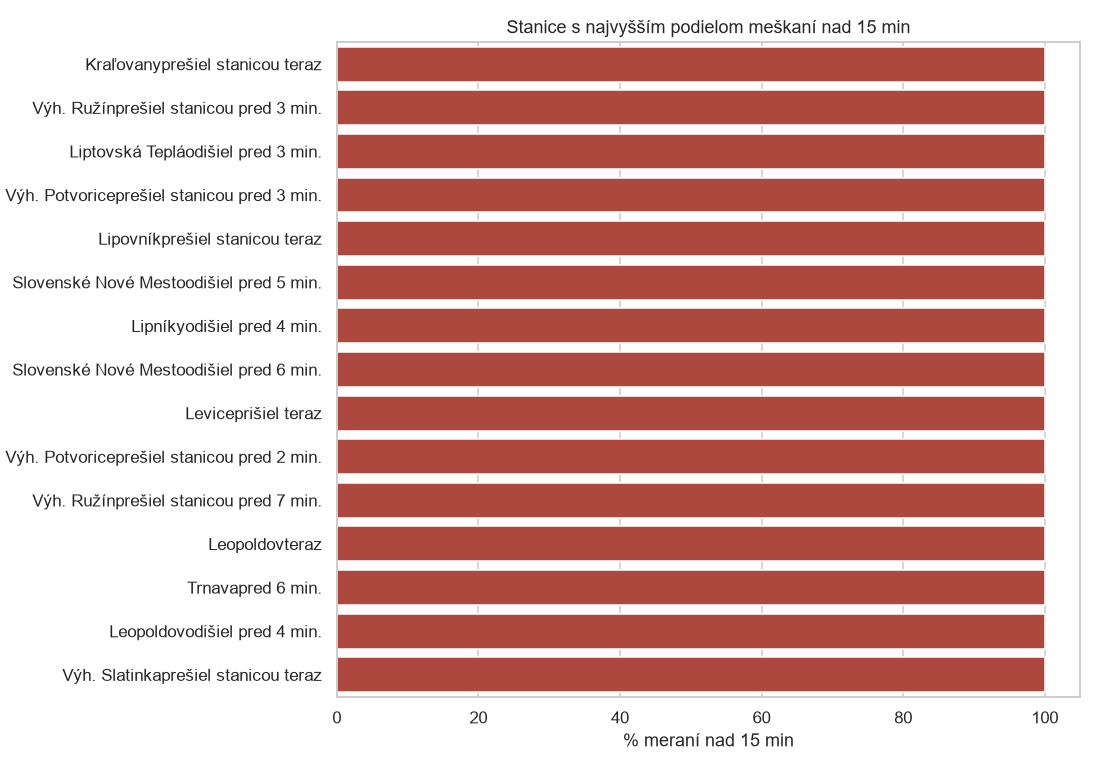 Stanice s najvyšším podielom meškaní nad 15 min
Kraľovanyprešiel stanicou teraz
Výh. Ružínprešiel stanicou pred 3 min.
Liptovská Tepláodišiel pred 3 min.
Výh. Potvoriceprešiel stanicou pred 3 min.
Lipovníkprešiel stanicou teraz
Slovenské Nové Mestoodišiel pred 5 min.
Lipníkyodišiel pred 4 min.
Slovenské Nové Mestoodišiel pred 6 min.
Leviceprišiel teraz
Výh. Potvoriceprešiel stanicou pred 2 min.
Výh. Ružínprešiel stanicou pred 7 min.
Leopoldovteraz
Trnavapred 6 min.
Leopoldovodišiel pred 4 min.
Výh. Slatinkaprešiel stanicou teraz
0 20 40 60 80 100
% meraní nad 15 min